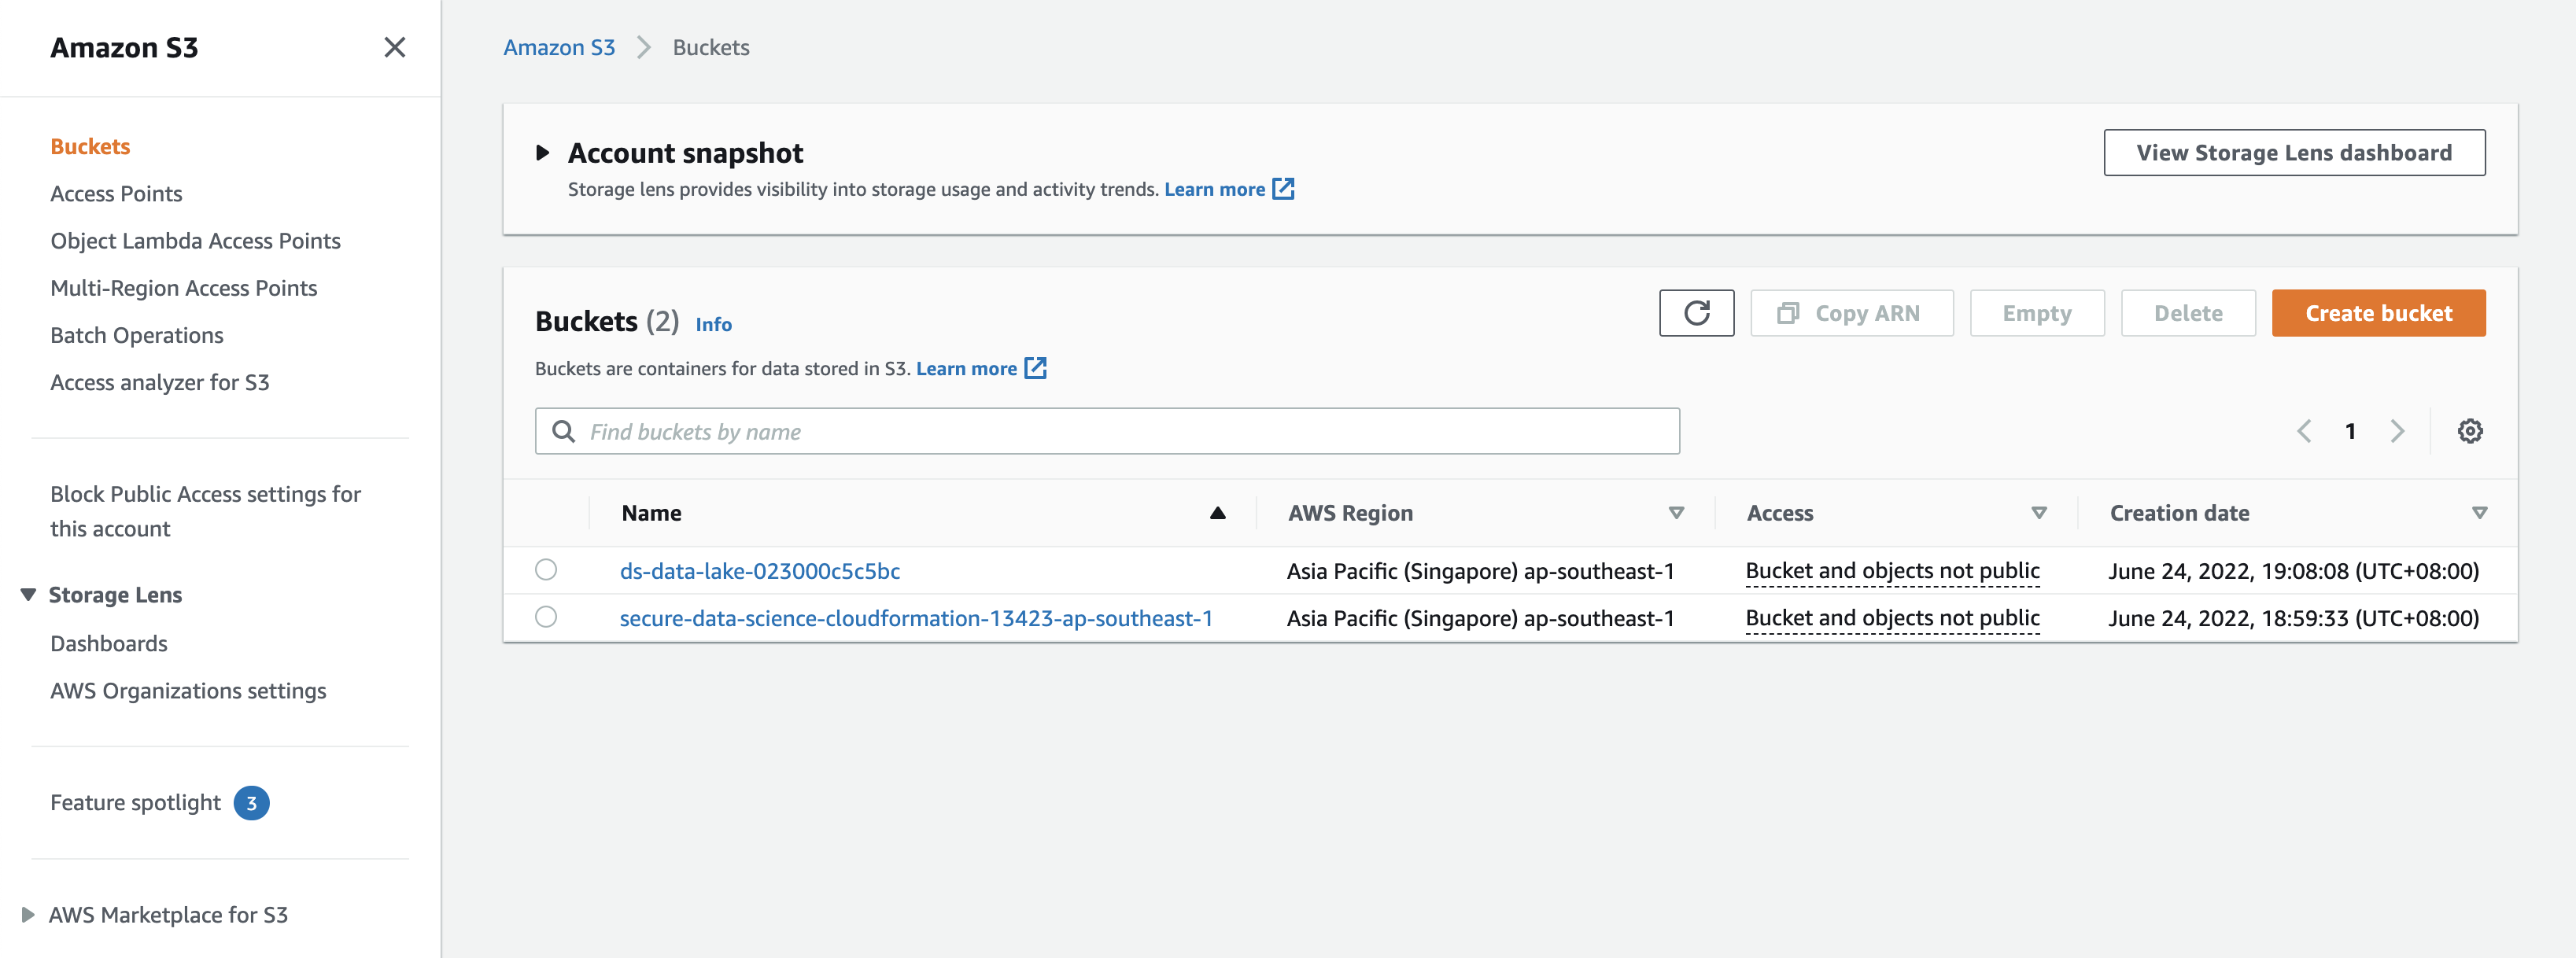 Amazon S3
Buckets
Access Points
Object Lambda Access Points
Multi-Region Access Points
Batch Operations
Access analyzer for S3
Block Public Access settings for
this account
Storage Lens
Dashboards
AWS Organizations settings
Feature spotlight 3
AWS Marketplace for S3
Amazon S3 Buckets
Account snapshot
View Storage Lens dashboard
Storage lens provides visibility into storage usage and activity trends. Learn more
Buckets (2) Info
Copy ARN Empty Delete Create bucket
Buckets are containers for data stored in S3. Learn more
Find buckets by name
1
Name AWS Region Access Creation date
ds-data-lake-023000c5c5bc Asia Pacific (Singapore) ap-southeast-1 Bucket and objects not public June 24, 2022, 19:08:08 (UTC+08:00)
secure-data-science-cloudformation-13423-ap-southeast-1 Asia Pacific (Singapore) ap-southeast-1 Bucket and objects not public June 24, 2022, 18:59:33 (UTC+08:00)